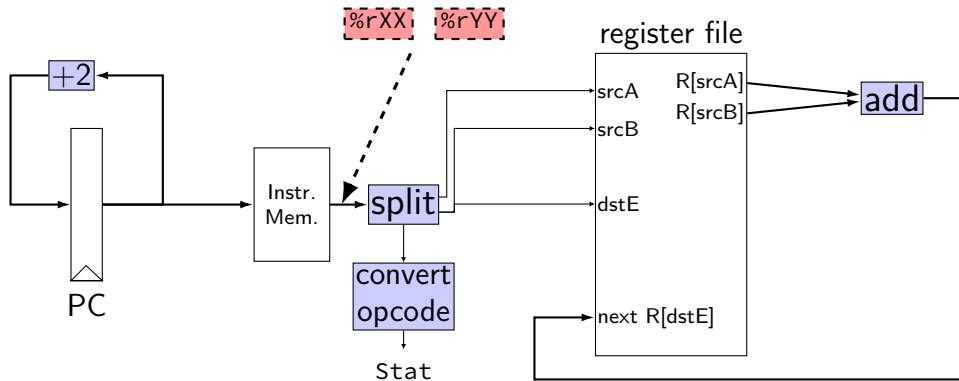 %rXX %rYY
register file
+2
srcA
srcB
dstE
next R[dstE]
R[srcA]
R[srcB]
add
Instr.
Mem.
split
convert
opcode
Stat
PC